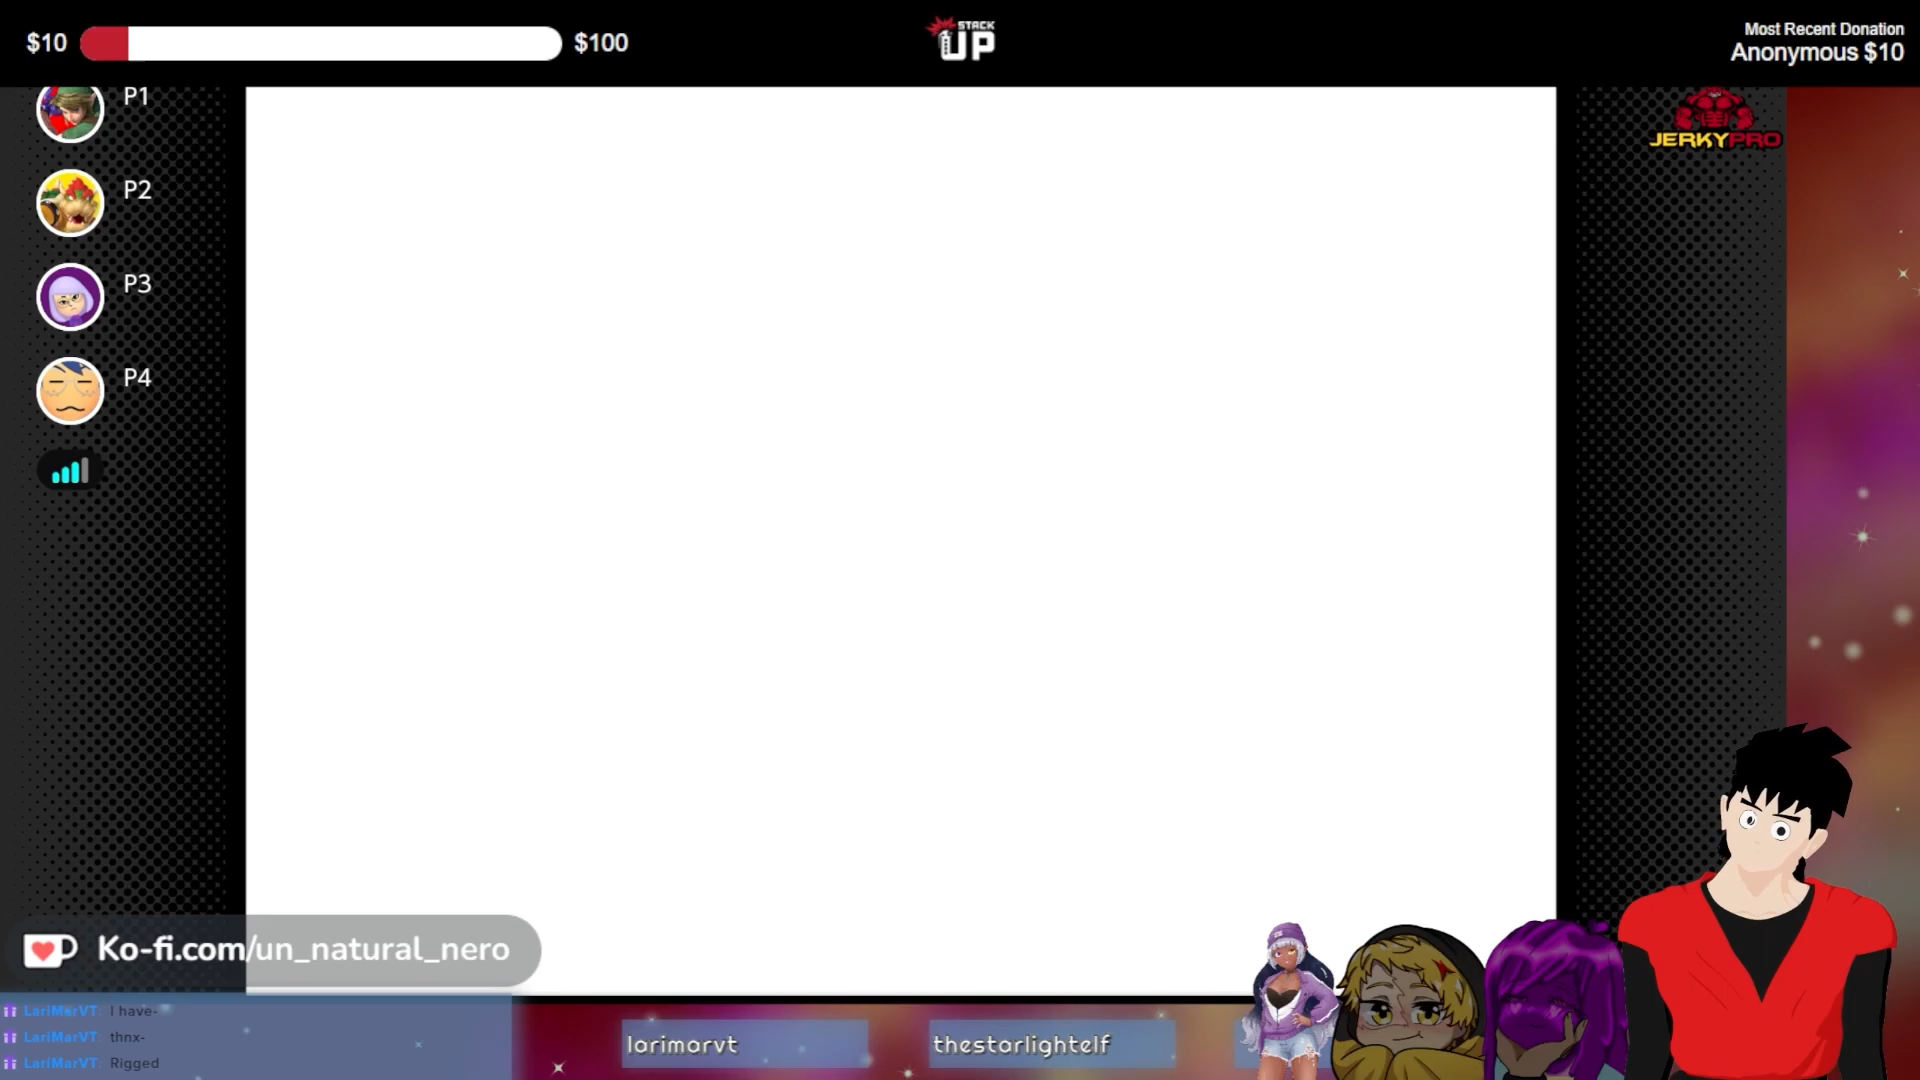 $10
$100
STACK
UP
Most Recent Donation
Anonymous $10
P1
P2
P3
P4
JERKYPRO
Ko-fi.com/un_natural_nero
LariMarVT: I have-
LariMarVT: thnx-
LariMarVT: Rigged
larimarvt
thestarlightelf